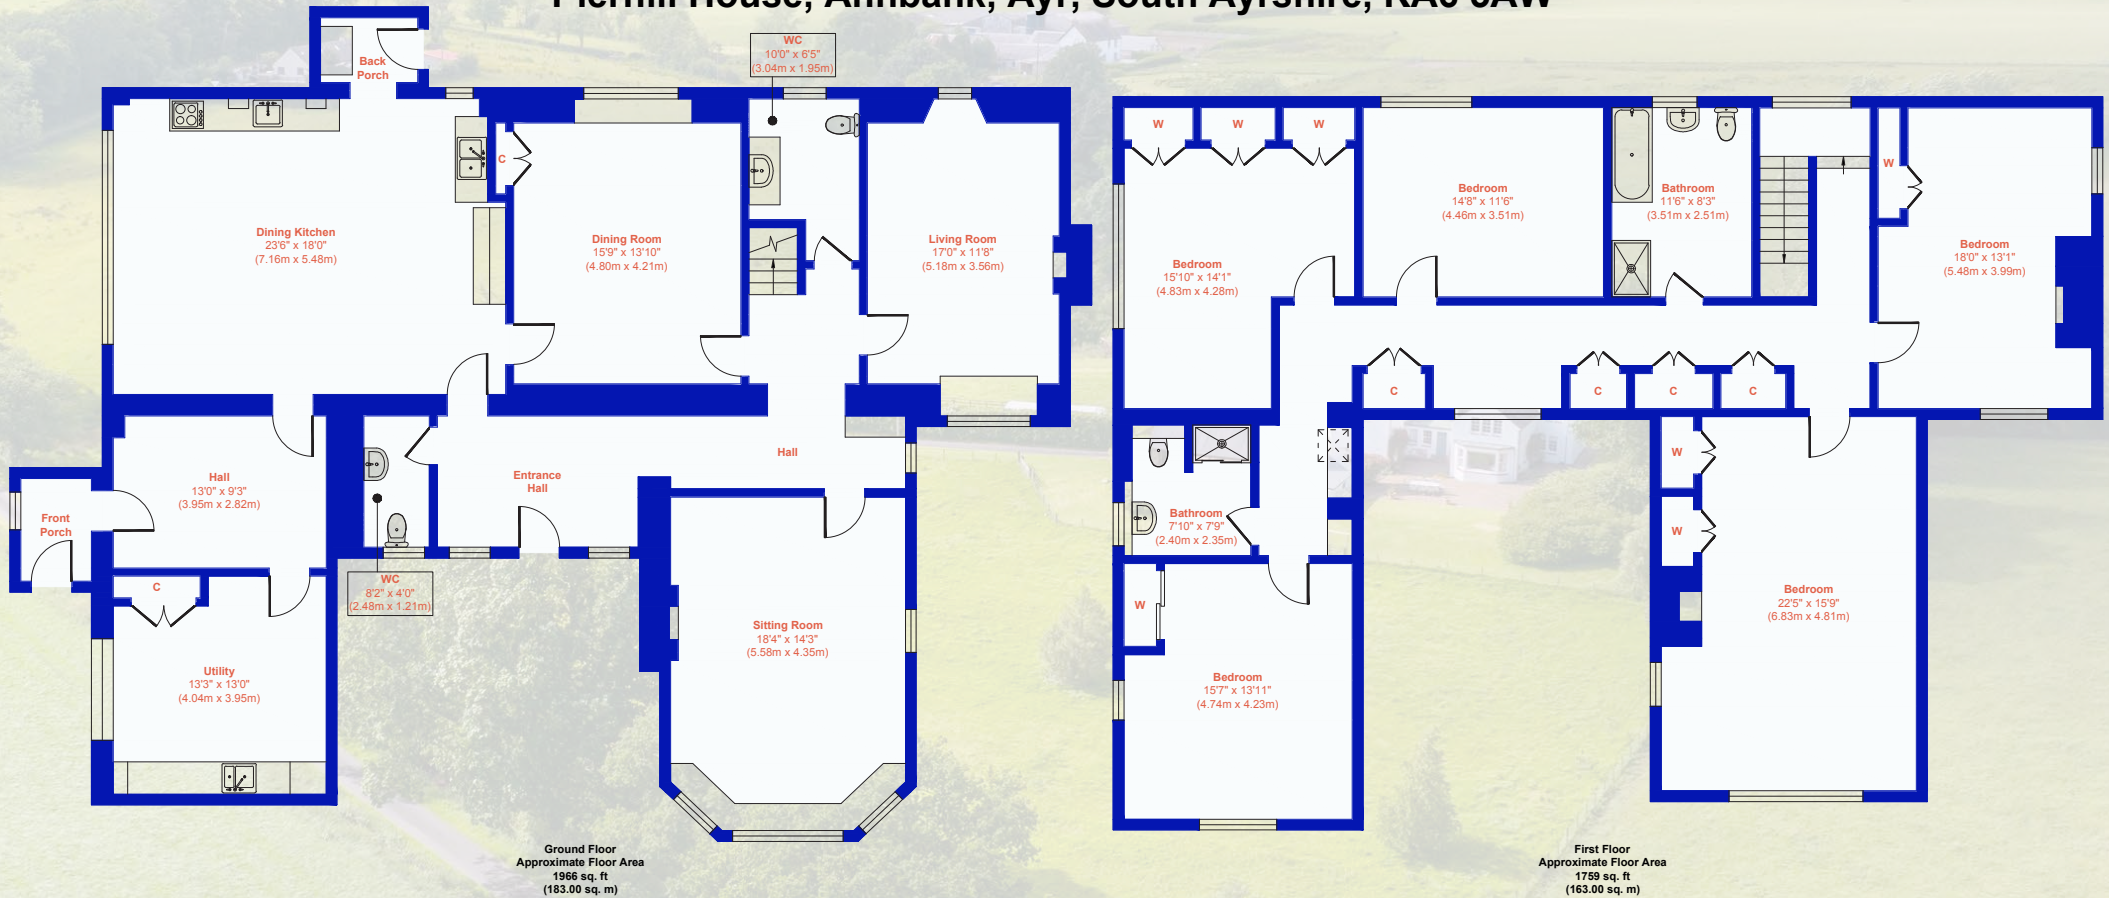 Back
Porch
WC
10'0" x 6'5"
(3.04m x 1.95m)
Dining Kitchen
23'6" x 18'0"
(7.16m x 5.48m)
C
Dining Room
15'9" x 13'10"
(4.80m x 4.21m)
Living Room
17'0" x 11'8"
(5.18m x 3.56m)
Hall
13'0" x 9'3"
(3.95m x 2.82m)
Front
Porch
Entrance
Hall
Hall
WC
8'2" x 4'0"
(2.48m x 1.21m)
C
Utility
13'3" x 13'0"
(4.04m x 3.95m)
Sitting Room
18'4" x 14'3"
(5.58m x 4.35m)
Ground Floor
Approximate Floor Area
1966 sq. ft
(183.00 sq. m)
W
W
W
Bedroom
15'10" x 14'1"
(4.83m x 4.28m)
Bedroom
14'8" x 11'6"
(4.46m x 3.51m)
Bathroom
11'6" x 8'3"
(3.51m x 2.51m)
W
Bedroom
18'0" x 13'1"
(5.48m x 3.99m)
C
C
C
C
Bathroom
7'10" x 7'9"
(2.40m x 2.35m)
W
W
W
Bedroom
15'7" x 13'11"
(4.74m x 4.23m)
Bedroom
22'5" x 15'9"
(6.83m x 4.81m)
First Floor
Approximate Floor Area
1759 sq. ft
(163.00 sq. m)